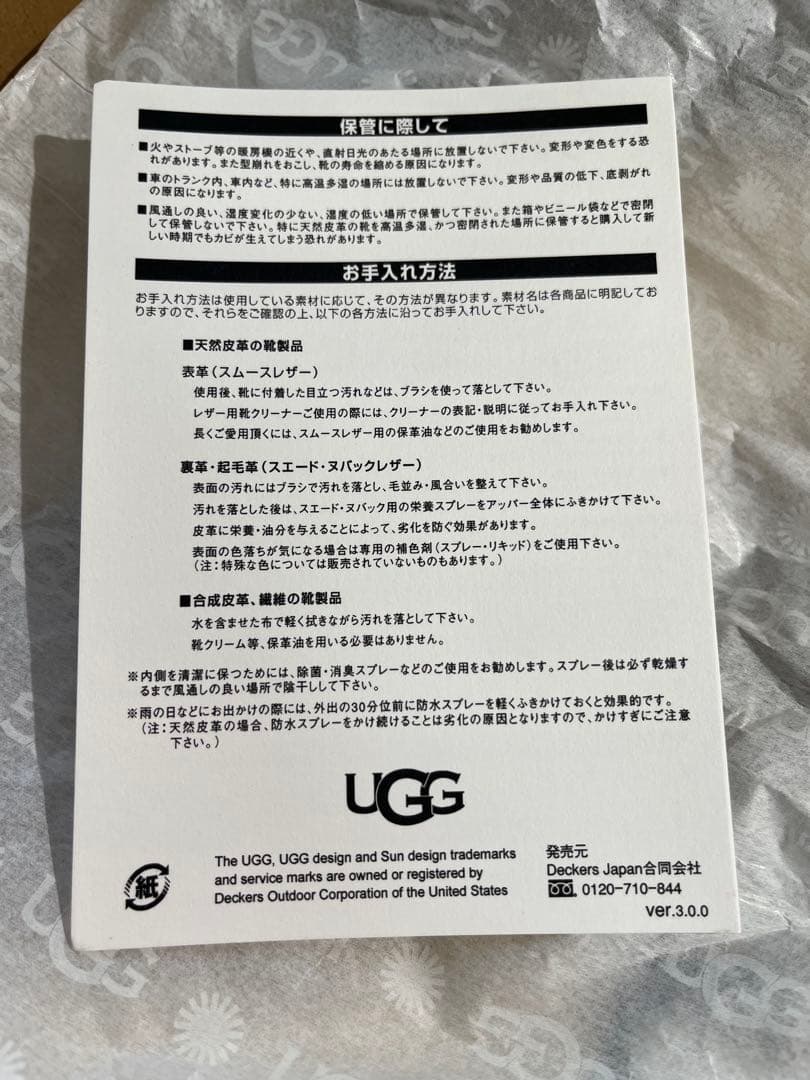 保管に際して
■火やストーブ等の暖房機の近くや、直射日光のあたる場所に放置しないで下さい。変形や変色をする恐
れがあります。また型崩れをおこし、靴の寿命を縮める原因になります。
■車のトランク内、車内など、特に高温多湿の場所には放置しないで下さい。変形や品質の低下、底剥がれ
の原因になります。
■風通しの良い、湿度変化の少ない、湿度の低い場所で保管して下さい。また箱やビニール袋などで密閉
して保管しないで下さい。特に天然皮革の靴を高温多湿、かつ密閉された場所に保管すると購入して新
しい時期でもカビが生えてしまう恐れがあります。
お手入れ方法
お手入れ方法は使用している素材に応じて、その方法が異なります。素材名は各商品に明記してお
りますので、それらをご確認の上、以下の各方法に沿ってお手入れして下さい。
■天然皮革の靴製品
表革(スムースレザー)
使用後、靴に付着した目立つ汚れなどは、ブラシを使って落として下さい。
レザー用靴クリーナーご使用の際には、クリーナーの表記・説明に従ってお手入れ下さい。
長くご愛用頂くには、スムースレザー用の保革油などのご使用をお勧めします。
裏革・起毛革(スエード・ヌバックレザー)
表面の汚れにはブラシで汚れを落とし、毛並み・風合いを整えて下さい。
汚れを落とした後は、スエード・ヌバック用の栄養スプレーをアッパー全体にふきかけて下さい。
皮革に栄養・油分を与えることによって、劣化を防ぐ効果があります。
表面の色落ちが気になる場合は専用の補色剤(スプレー・リキッド)をご使用下さい。
(注:特殊な色については販売されていないものもあります。)
■合成皮革、繊維の靴製品
水を含ませた布で軽く拭きながら汚れを落として下さい。
靴クリーム等、保革油を用いる必要はありません。
※内側を清潔に保つためには、除菌・消臭スプレーなどのご使用をお勧めします。スプレー後は必ず乾燥す
るまで風通しの良い場所で陰干しして下さい。
※雨の日などにお出かけの際には、外出の30分位前に防水スプレーを軽くふきかけておくと効果的です。
(注:天然皮革の場合、防水スプレーをかけ続けることは劣化の原因となりますので、かけすぎにご注意
下さい。)
UGG
紙
The UGG, UGG design and Sun design trademarks
and service marks are owned or registered by
Deckers Outdoor Corporation of the United States
発売元
Deckers Japan合同会社
0120-710-844
ver.3.0.0
UGG
UGG
UGG